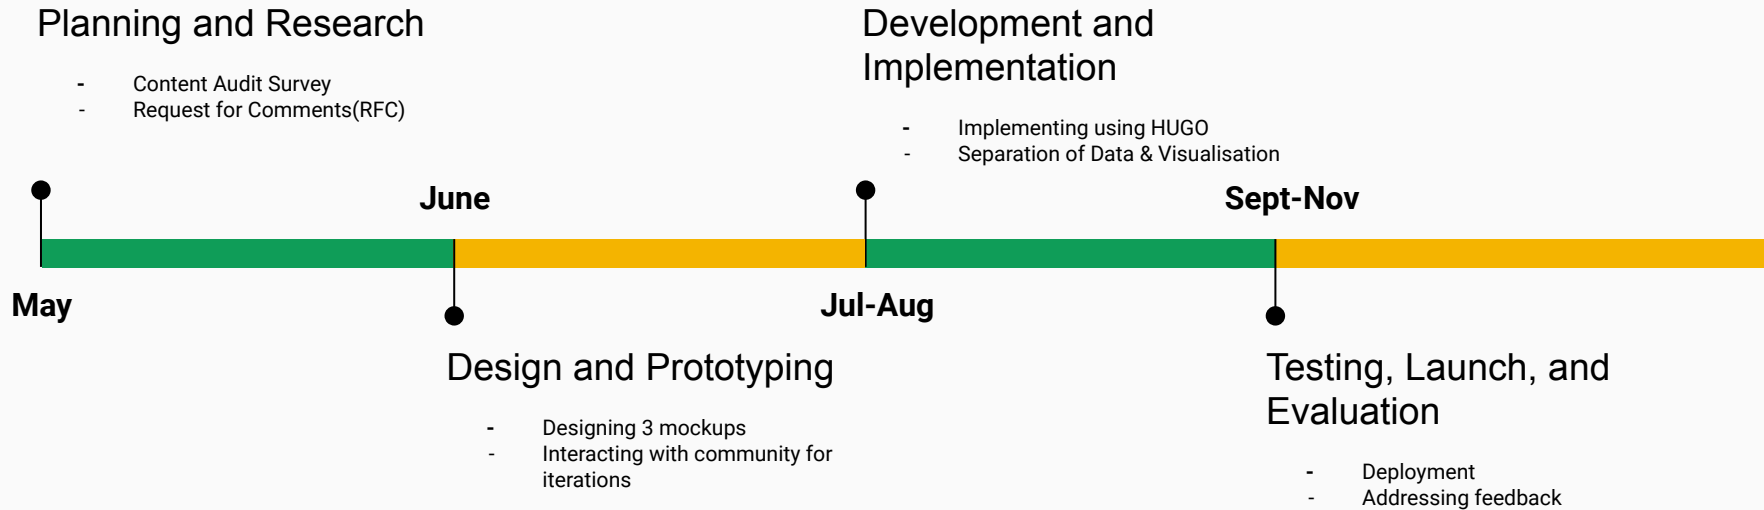 Planning and Research
- Content Audit Survey
- Request for Comments(RFC)
May
June
Design and Prototyping
- Designing 3 mockups
- Interacting with community for
iterations
Development and
Implementation
- Implementing using HUGO
- Separation of Data & Visualisation
Jul-Aug
Sept-Nov
Testing, Launch, and
Evaluation
- Deployment
- Addressing feedback